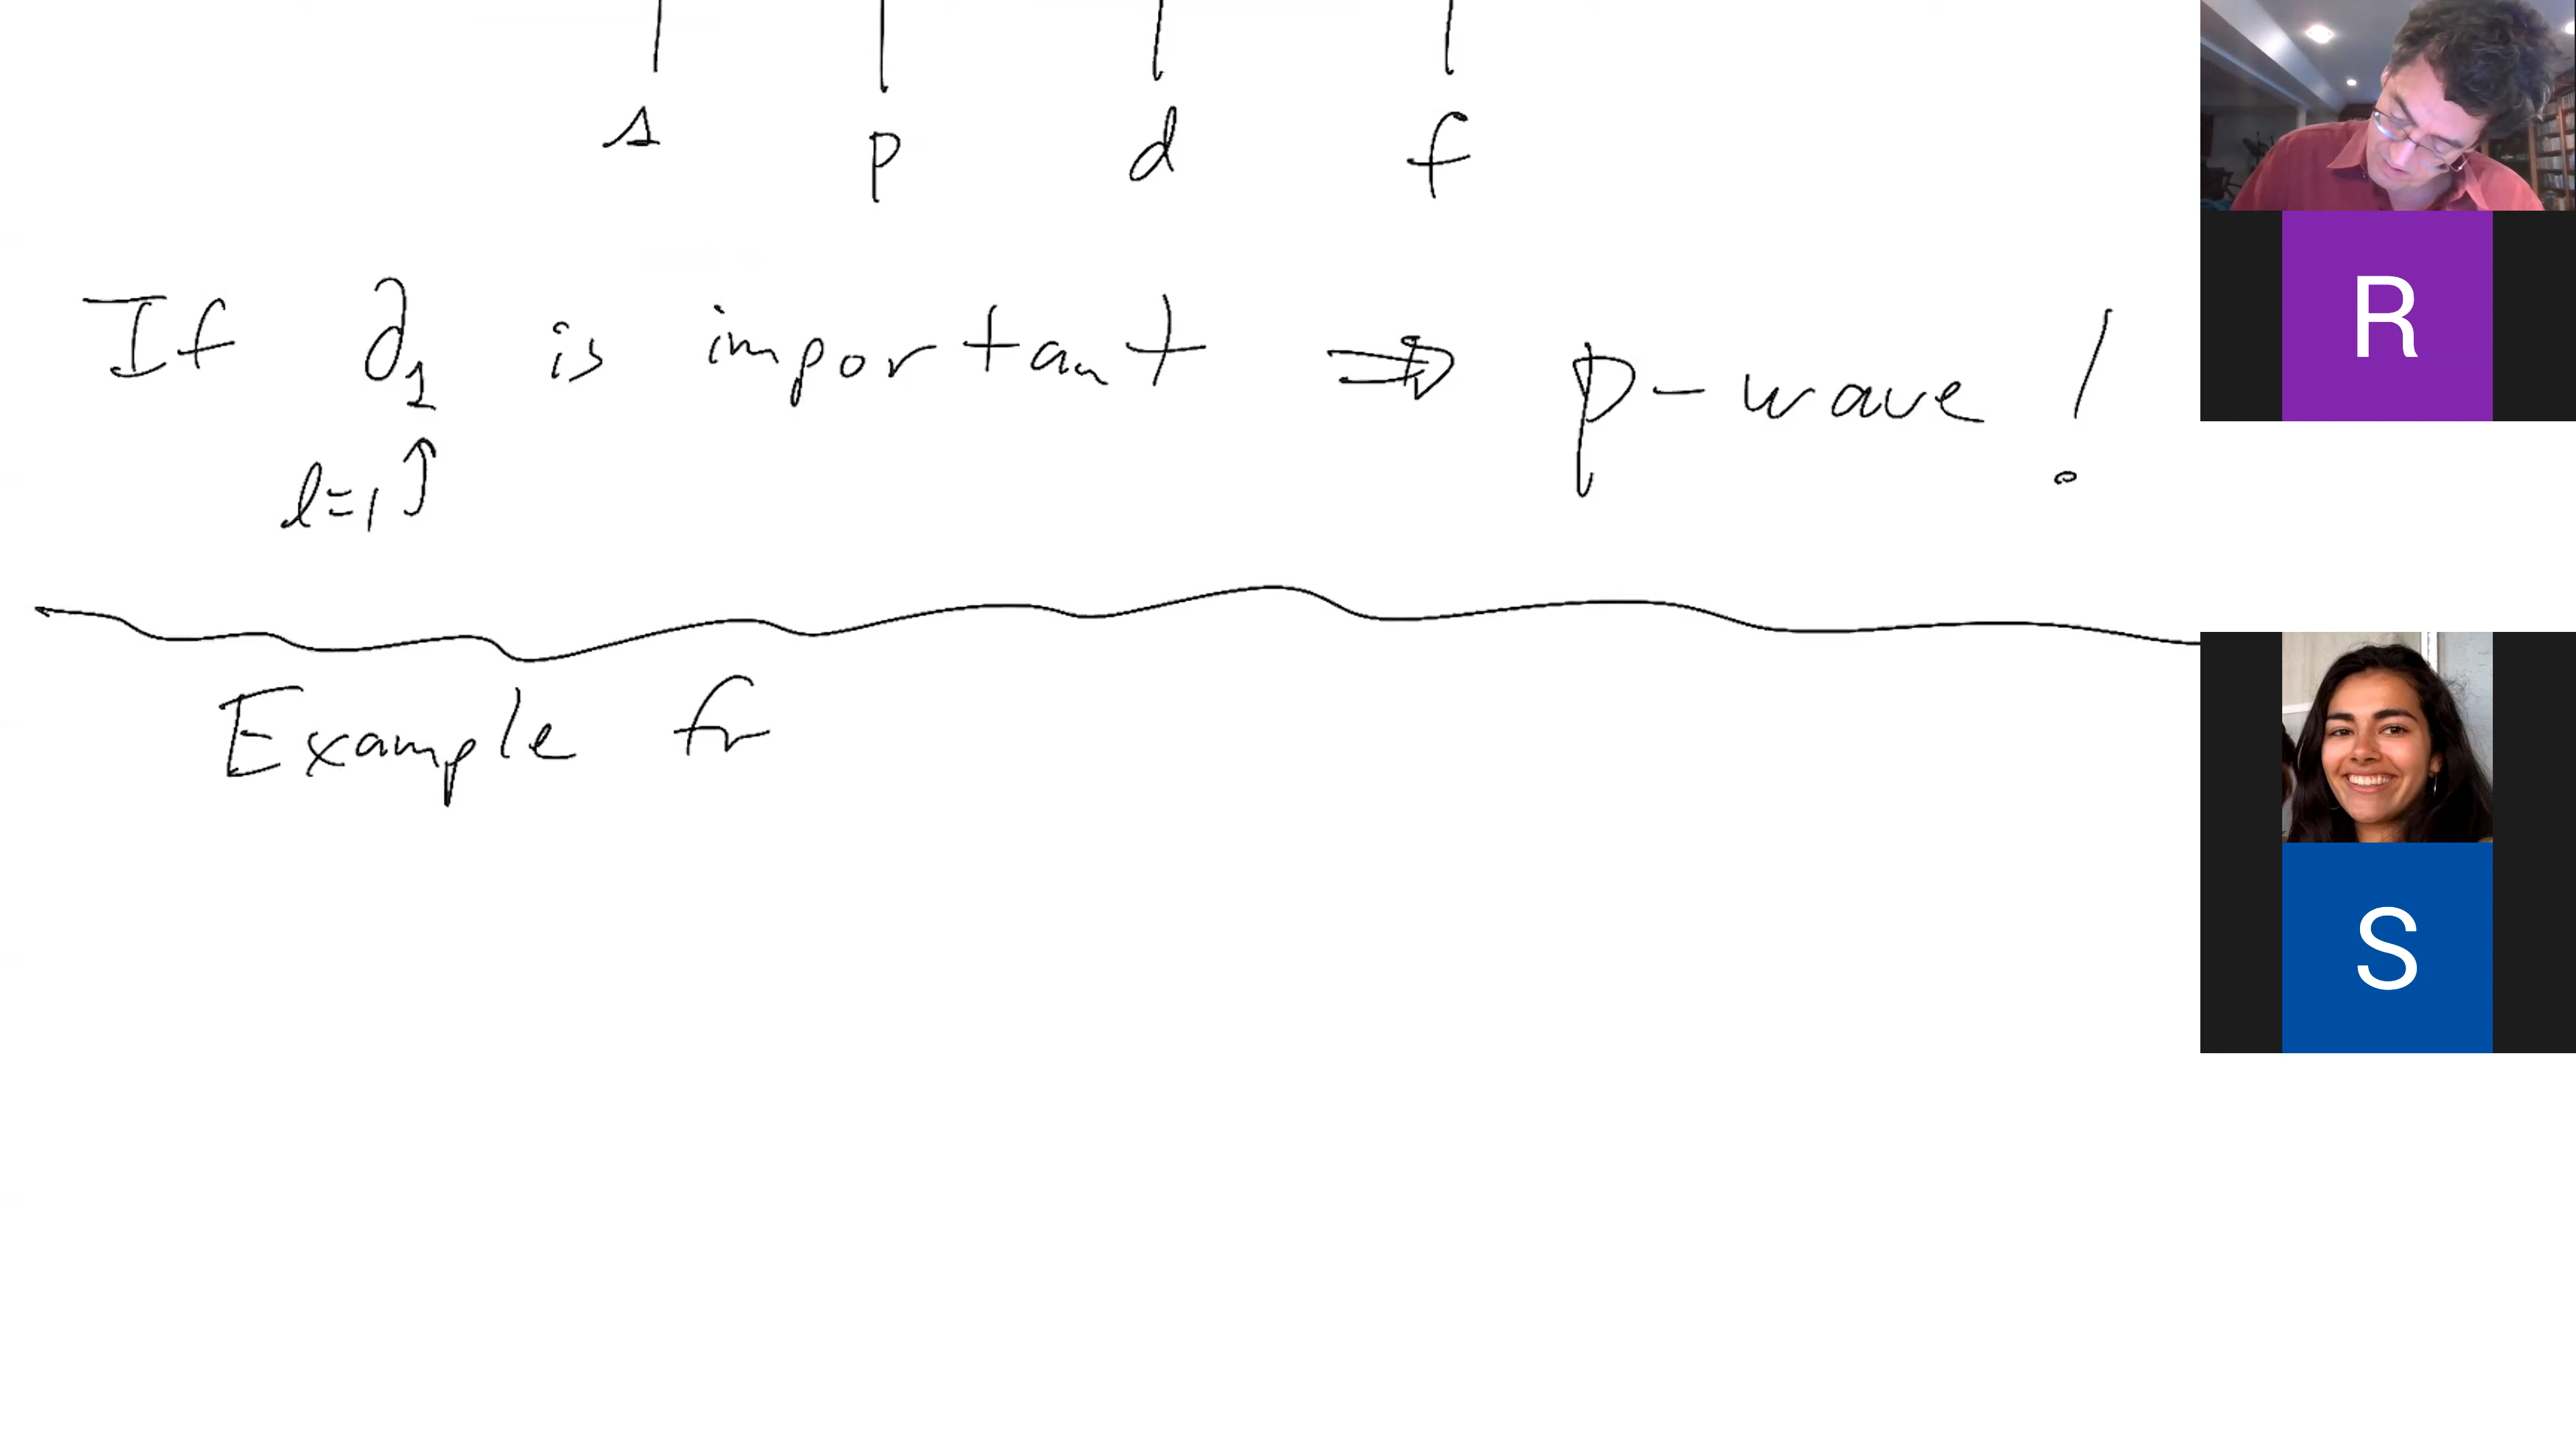 s p d f
If ∂₁ is important ⇒ p-wave!
l=1↑
Example fr
R
S